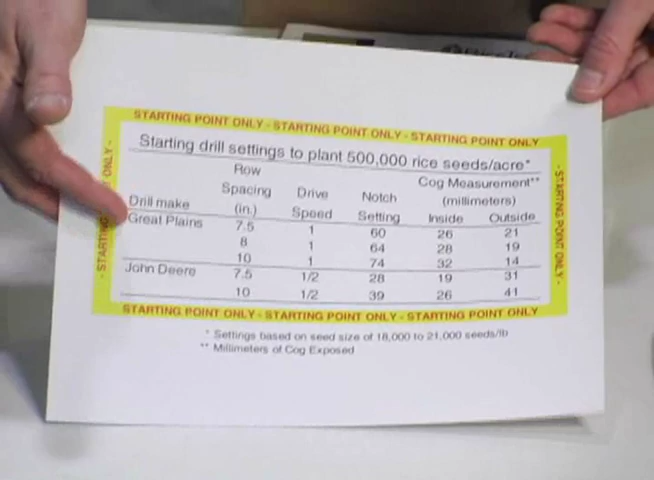 STARTING POINT ONLY - STARTING POINT ONLY - STARTING POINT ONLY
Starting drill settings to plant 500,000 rice seeds/acre*
Drill make Row Spacing (in.) Drive Speed Notch Setting Cog Measurement** (millimeters) Inside Outside
Great Plains 7.5 1 60 26 21
8 1 64 28 19
10 1 74 32 14
John Deere 7.5 1/2 28 19 31
10 1/2 39 26 41
STARTING POINT ONLY - STARTING POINT ONLY - STARTING POINT ONLY
- STARTING POINT ONLY -
* Settings based on seed size of 18,000 to 21,000 seeds/lb
** Millimeters of Cog Exposed